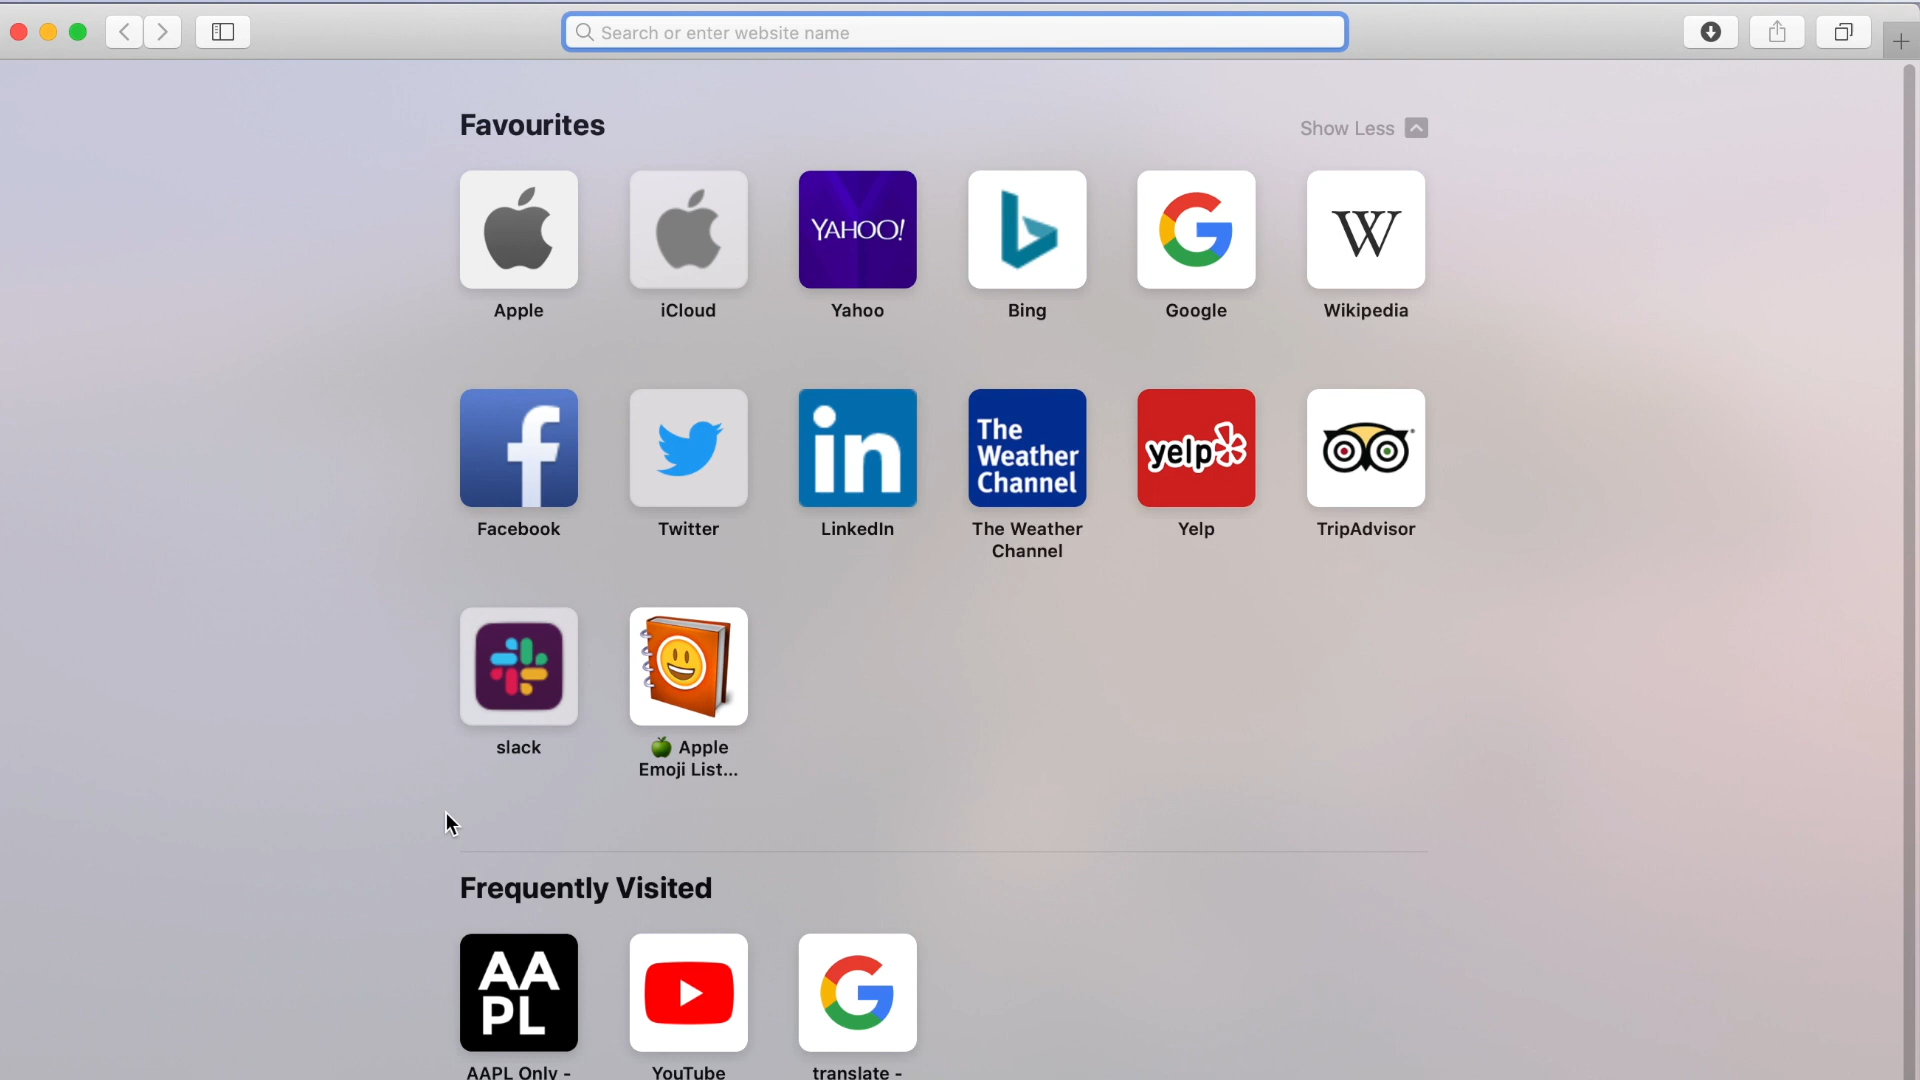 Search or enter website name
Favourites
Show Less
YAHOO!
W
Apple
iCloud
Yahoo
Bing
Google
Wikipedia
f
in
The
Weather
Channel
yelp
Facebook
Twitter
LinkedIn
The Weather
Channel
Yelp
TripAdvisor
slack
🍏 Apple
Emoji List...
Frequently Visited
AA
PL
AAPL Only -
YouTube
translate -